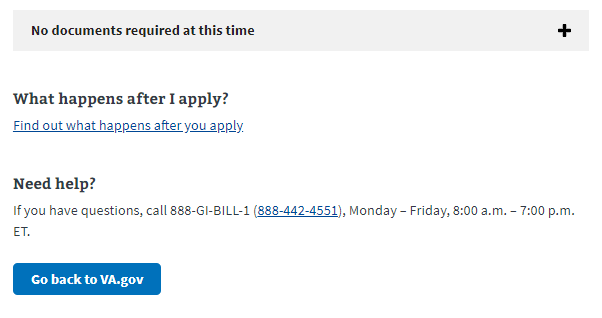 No documents required at this time
What happens after I apply?
Find out what happens after you apply
Need help?
If you have questions, call 888-GI-BILL-1 (888-442-4551), Monday – Friday, 8:00 a.m. – 7:00 p.m.
ET.
Go back to VA.gov